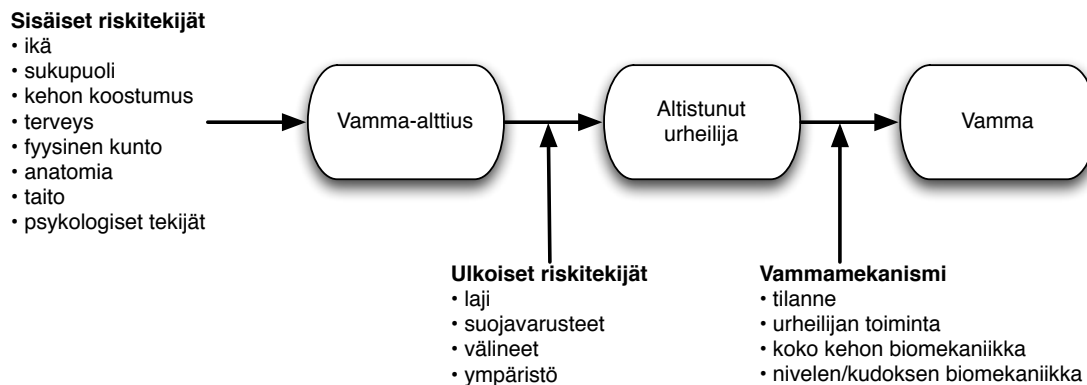 Sisäiset riskitekijät
• ikä
• sukupuoli
• kehon koostumus
• terveys
• fyysinen kunto
• anatomia
• taito
• psykologiset tekijät
Vamma-alttius
Altistunut
urheilija
Vamma
Ulkoiset riskitekijät
• laji
• suojavarusteet
• välineet
• ympäristö
Vammamekanismi
• tilanne
• urheilijan toiminta
• koko kehon biomekaniikka
• nivelen/kudoksen biomekaniikka